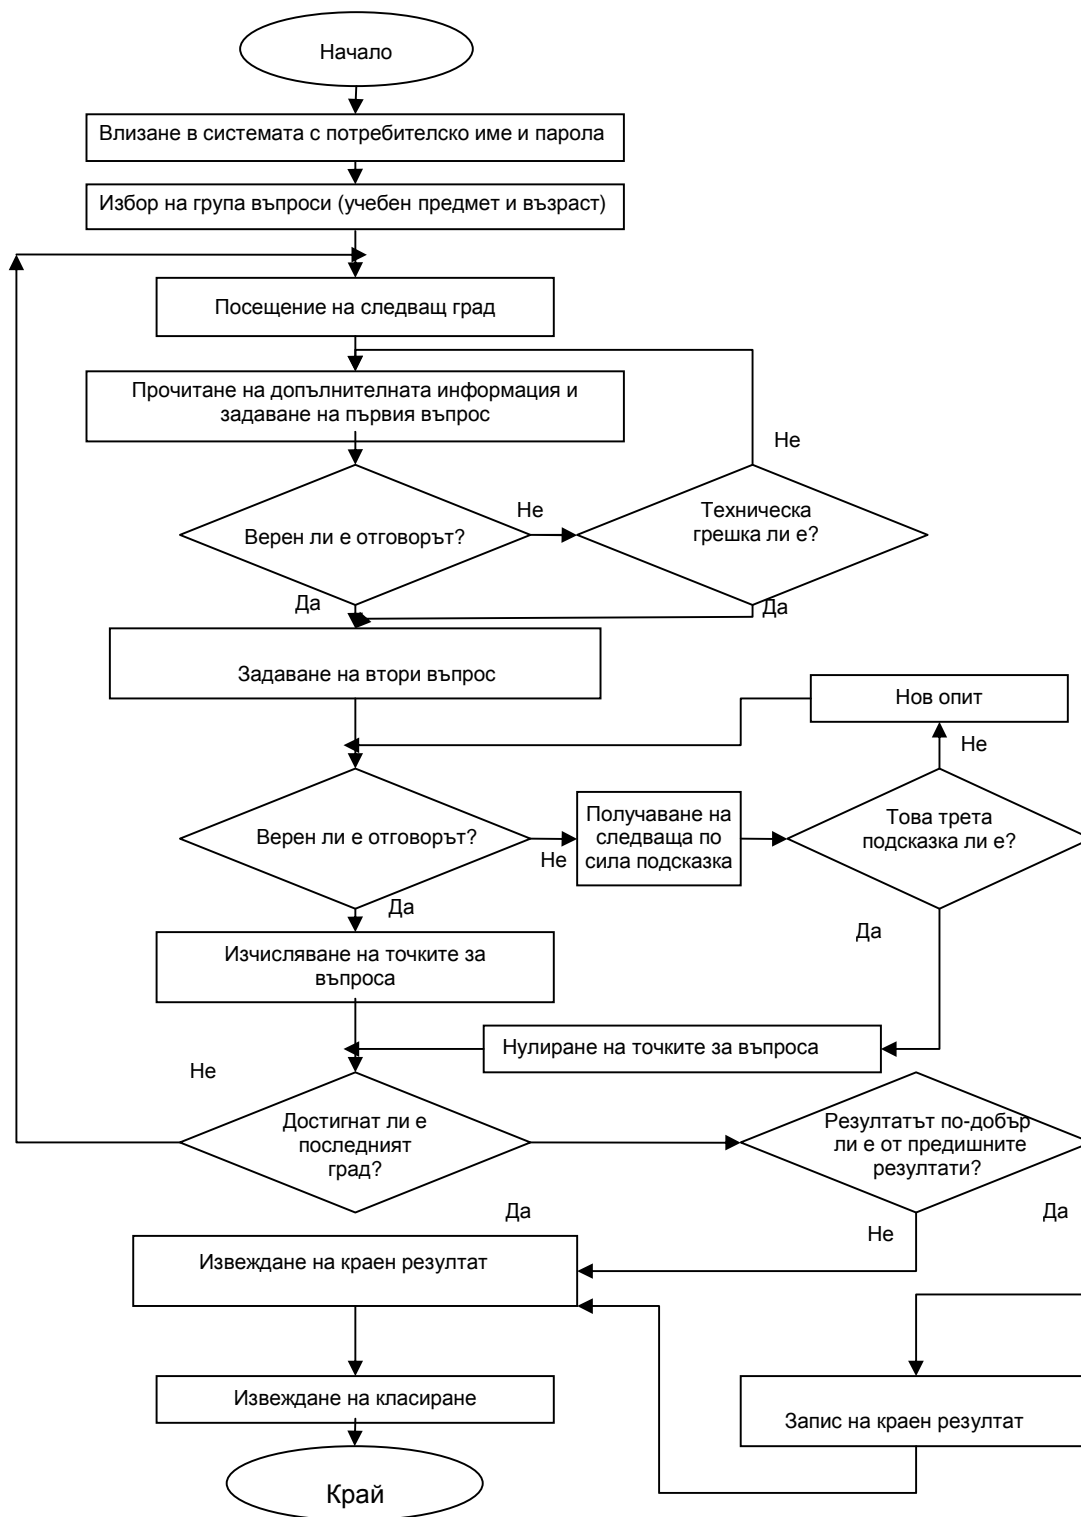 Начало
Влизане в системата с потребителско име и парола
Избор на група въпроси (учебен предмет и възраст)
Посещение на следващ град
Прочитане на допълнителната информация и
задаване на първия въпрос
Не
Верен ли е отговорът?
Не
Техническа
грешка ли е?
Да
Да
Задаване на втори въпрос
Нов опит
Не
Верен ли е отговорът?
Не
Получаване на
следваща по
сила подсказка
Това трета
подсказка ли е?
Да
Да
Изчисляване на точките за
въпроса
Нулиране на точките за въпроса
Не
Достигнат ли е
последният
град?
Резултатът по-добър
ли е от предишните
резултати?
Да
Не
Да
Извеждане на краен резултат
Извеждане на класиране
Запис на краен резултат
Край